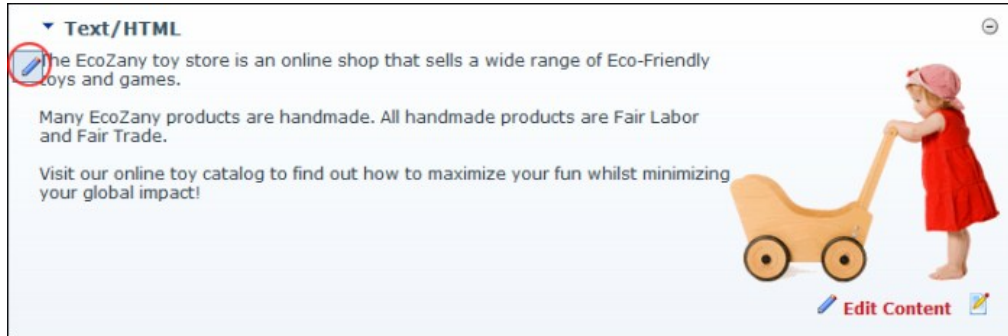 Text/HTML
The EcoZany toy store is an online shop that sells a wide range of Eco-Friendly
toys and games.
Many EcoZany products are handmade. All handmade products are Fair Labor
and Fair Trade.
Visit our online toy catalog to find out how to maximize your fun whilst minimizing
your global impact!
Edit Content